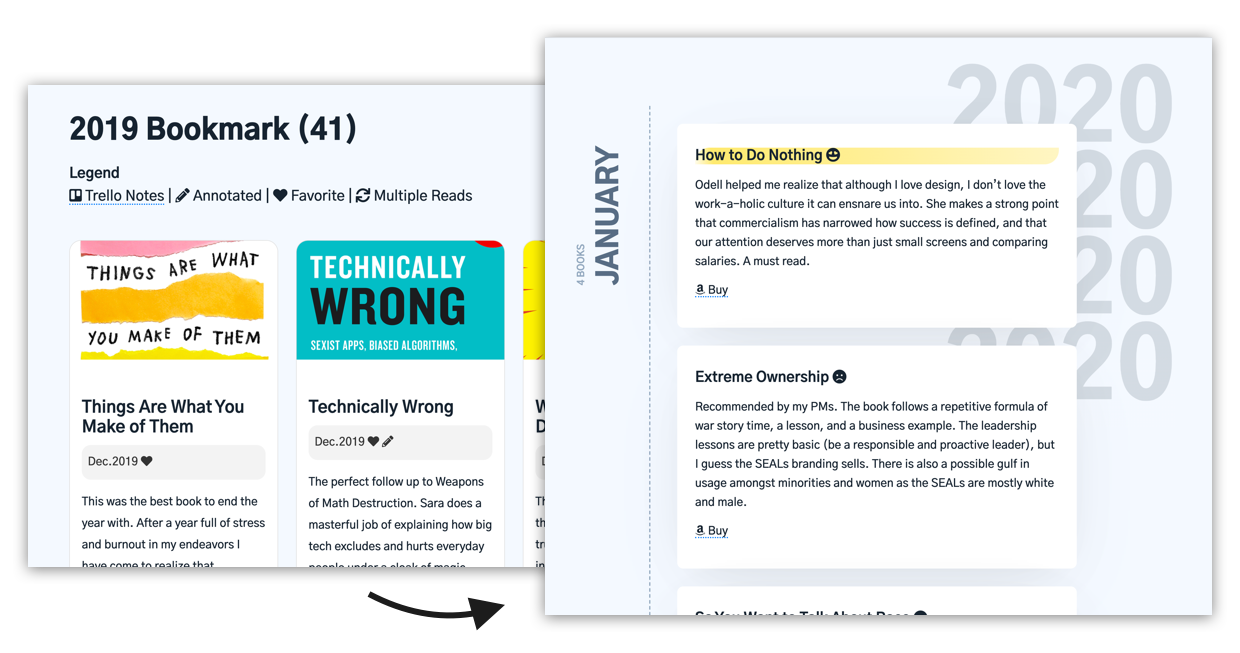 2019 Bookmark (41)
Legend
Trello Notes | Annotated | Favorite | Multiple Reads
THINGS ARE WHAT
YOU MAKE OF THEM
Things Are What You
Make of Them
Dec.2019
This was the best book to end the
year with. After a year full of stress
and burnout in my endeavors I
have come to realize that
TECHNICALLY
WRONG
SEXIST APPS, BIASED ALGORITHMS,
Technically Wrong
Dec.2019
The perfect follow up to Weapons
of Math Destruction. Sara does a
masterful job of explaining how big
tech excludes and hurts everyday
people under a cloak of magic
2020
2020
2020
2020
JANUARY
4 BOOKS
How to Do Nothing
Odell helped me realize that although I love design, I don't love the
work-a-holic culture it can ensnare us into. She makes a strong point
that commercialism has narrowed how success is defined, and that
our attention deserves more than just small screens and comparing
salaries. A must read.
Buy
Extreme Ownership
Recommended by my PMs. The book follows a repetitive formula of
war story time, a lesson, and a business example. The leadership
lessons are pretty basic (be a responsible and proactive leader), but
I guess the SEALs branding sells. There is also a possible gulf in
usage amongst minorities and women as the SEALs are mostly white
and male.
Buy
So You Want to Talk About Race